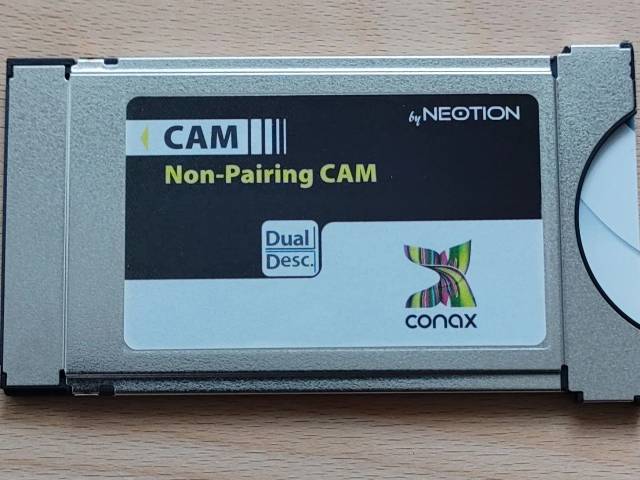 by NEOTION
CAM
Non-Pairing CAM
Dual
Desc.
conax